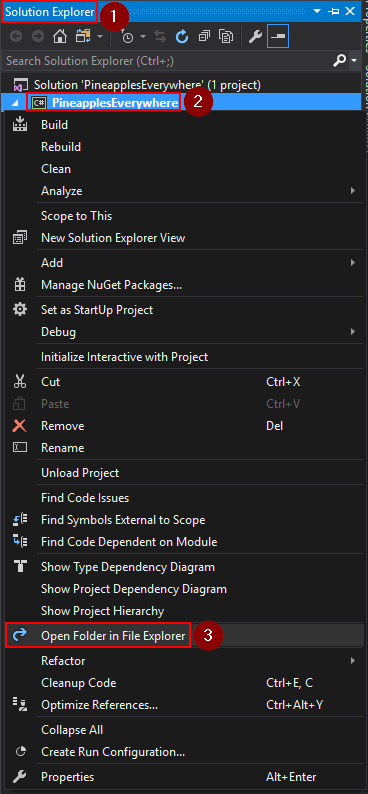 Solution Explorer
1
Search Solution Explorer (Ctrl+;)
Solution 'PineapplesEverywhere' (1 project)
C# PineapplesEverywhere 2
Build
Rebuild
Clean
Analyze
Scope to This
New Solution Explorer View
Add
Manage NuGet Packages...
Set as StartUp Project
Debug
Initialize Interactive with Project
Cut Ctrl+X
Paste Ctrl+V
Remove Del
Rename
Unload Project
Find Code Issues
Find Symbols External to Scope
Find Code Dependent on Module
Show Type Dependency Diagram
Show Project Dependency Diagram
Show Project Hierarchy
Open Folder in File Explorer 3
Refactor
Cleanup Code Ctrl+E, C
Optimize References... Ctrl+Alt+Y
Collapse All
Create Run Configuration...
Properties Alt+Enter